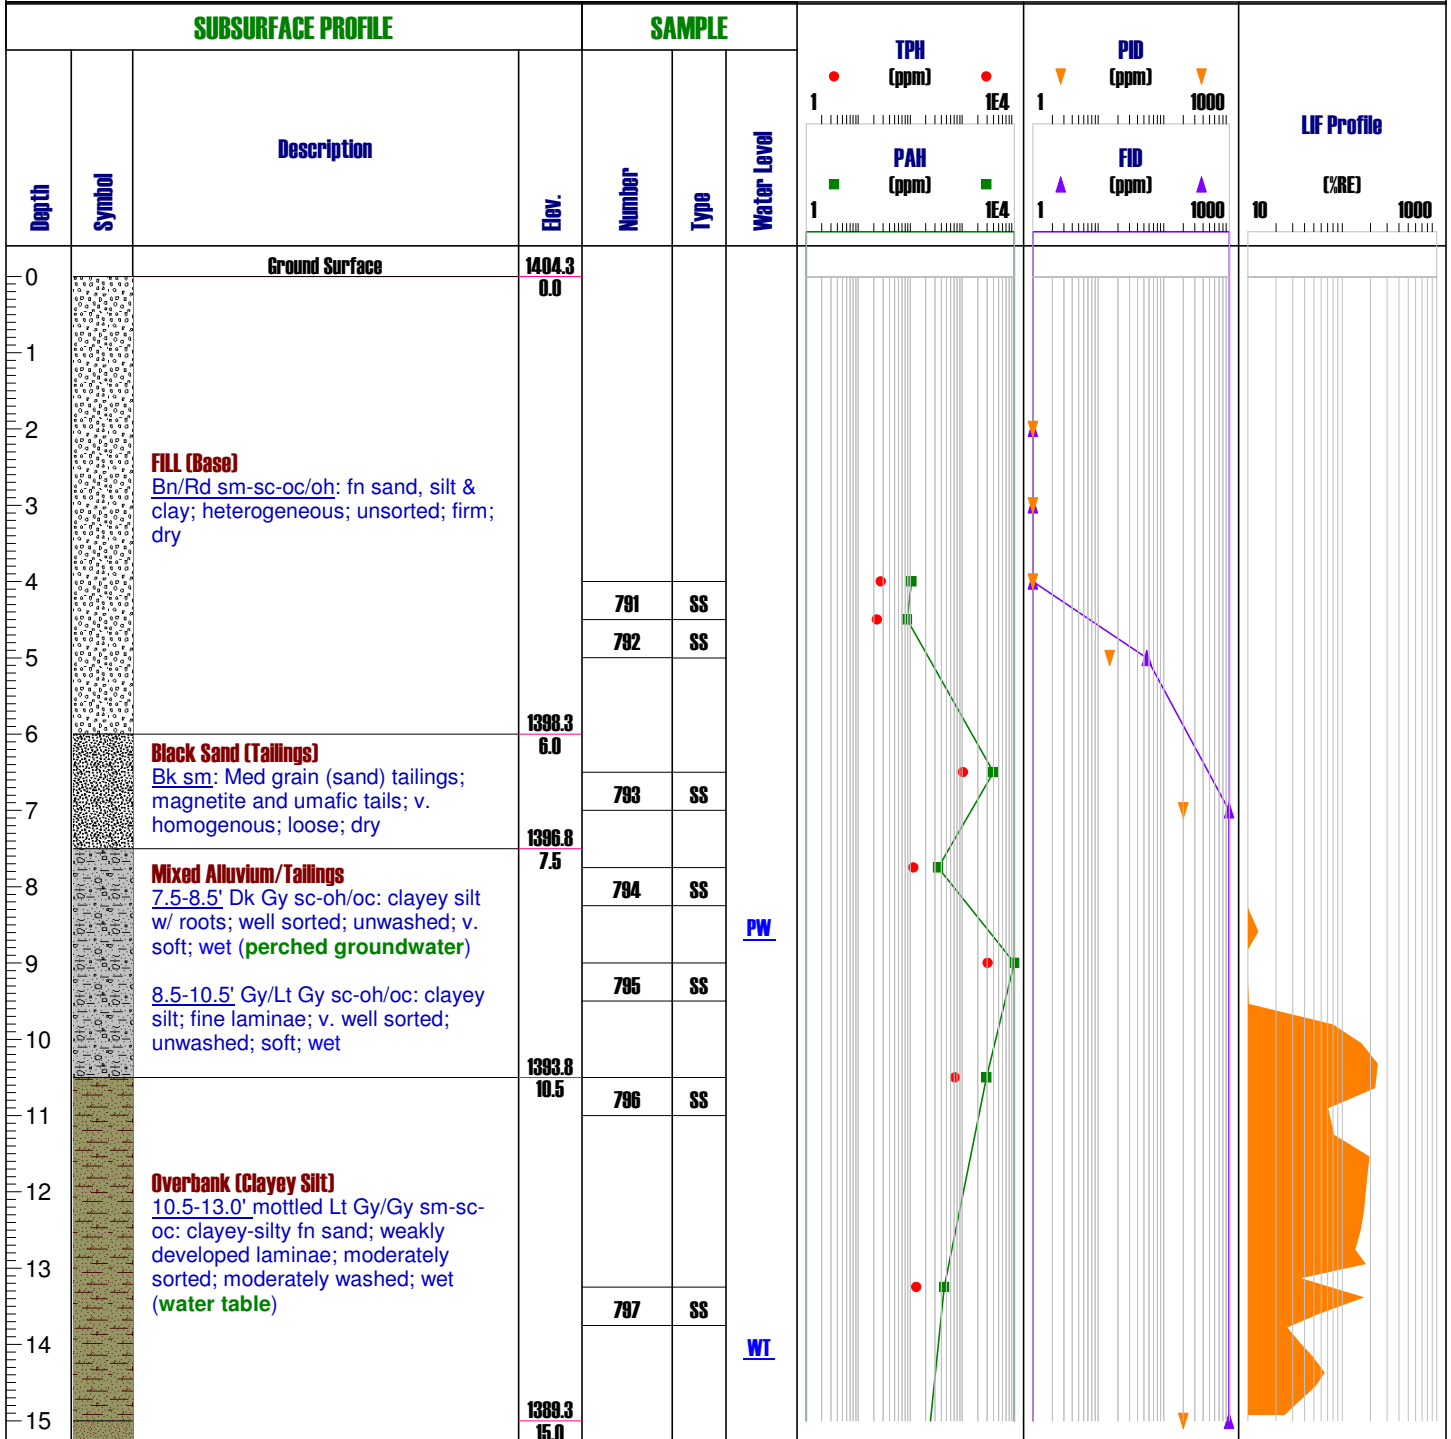 SUBSURFACE PROFILE
SAMPLE
TPH
(ppm)
1 1E4
PAH
(ppm)
1 1E4
PID
(ppm)
1 1000
FID
(ppm)
1 1000
LIF Profile
(%RE)
10 1000
Depth
Symbol
Description
Elev.
Number
Type
Water Level
Ground Surface
1404.3
0.0
0
1
2
3
4
5
6
7
8
9
10
11
12
13
14
15
FILL (Base)
Bn/Rd sm-sc-oc/oh: fn sand, silt &
clay; heterogeneous; unsorted; firm;
dry
1398.3
6.0
Black Sand (Tailings)
Bk sm: Med grain (sand) tailings;
magnetite and umafic tails; v.
homogenous; loose; dry
1396.8
7.5
Mixed Alluvium/Tailings
7.5-8.5' Dk Gy sc-oh/oc: clayey silt
w/ roots; well sorted; unwashed; v.
soft; wet (perched groundwater)
8.5-10.5' Gy/Lt Gy sc-oh/oc: clayey
silt; fine laminae; v. well sorted;
unwashed; soft; wet
1393.8
10.5
Overbank (Clayey Silt)
10.5-13.0' mottled Lt Gy/Gy sm-sc-
oc: clayey-silty fn sand; weakly
developed laminae; moderately
sorted; moderately washed; wet
(water table)
1389.3
15.0
791 SS
792 SS
793 SS
794 SS
795 SS
796 SS
797 SS
PW
WT